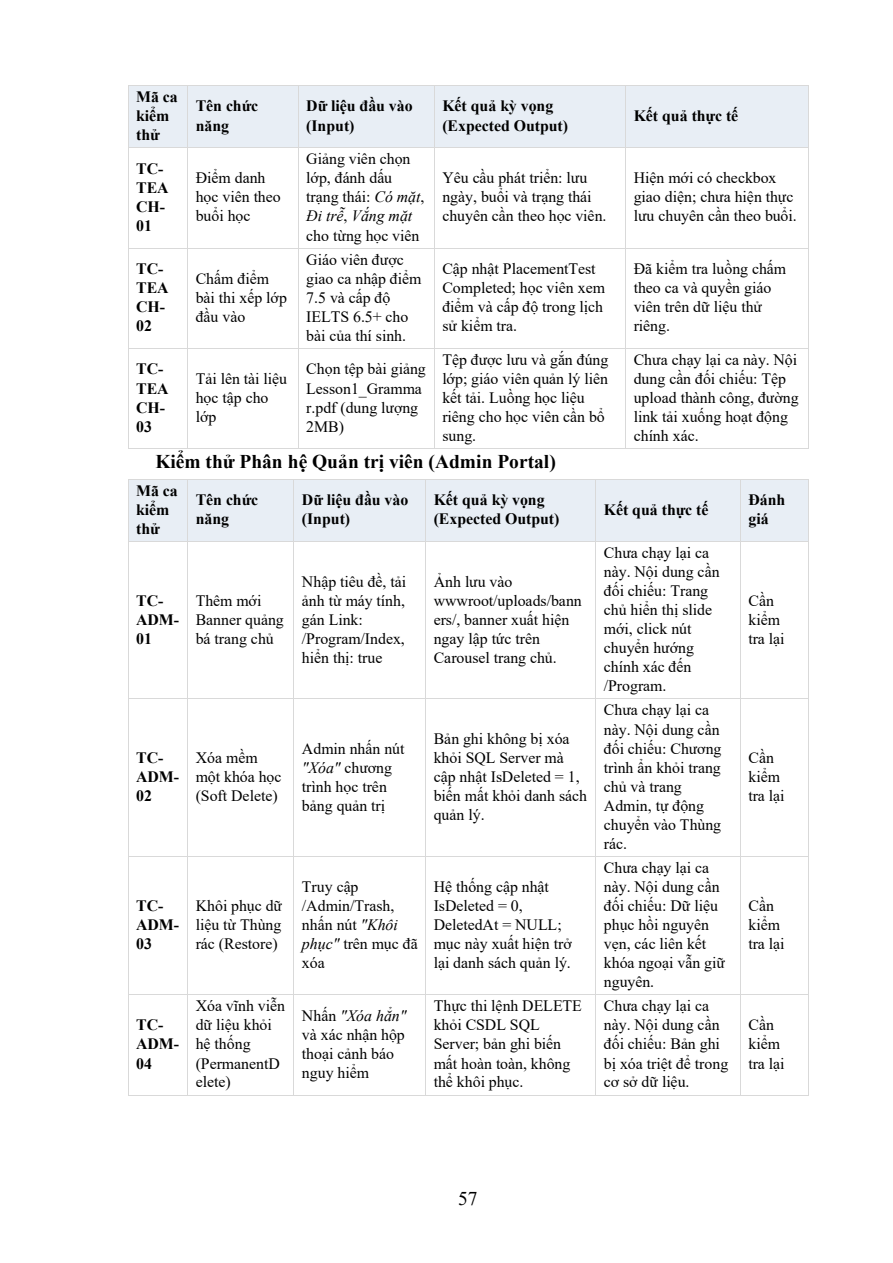 Mã ca kiểm thử | Tên chức năng | Dữ liệu đầu vào (Input) | Kết quả kỳ vọng (Expected Output) | Kết quả thực tế
TC-TEACH-01 | Điểm danh học viên theo buổi học | Giảng viên chọn lớp, đánh dấu trạng thái: Có mặt, Đi trễ, Vắng mặt cho từng học viên | Yêu cầu phát triển: lưu ngày, buổi và trạng thái chuyên cần theo học viên. | Hiện mới có checkbox giao diện; chưa hiện thực lưu chuyên cần theo buổi.
TC-TEACH-02 | Chấm điểm bài thi xếp lớp đầu vào | Giáo viên được giao ca nhập điểm 7.5 và cấp độ IELTS 6.5+ cho bài của thí sinh. | Cập nhật PlacementTest Completed; học viên xem điểm và cấp độ trong lịch sử kiểm tra. | Đã kiểm tra luồng chấm theo ca và quyền giáo viên trên dữ liệu thử riêng.
TC-TEACH-03 | Tải lên tài liệu học tập cho lớp | Chọn tệp bài giảng Lesson1_Grammar.pdf (dung lượng 2MB) | Tệp được lưu và gắn đúng lớp; giáo viên quản lý liên kết tải. Luồng học liệu riêng cho học viên cần bổ sung. | Chưa chạy lại ca này. Nội dung cần đối chiếu: Tệp upload thành công, đường link tải xuống hoạt động chính xác.
Kiểm thử Phân hệ Quản trị viên (Admin Portal)
Mã ca kiểm thử | Tên chức năng | Dữ liệu đầu vào (Input) | Kết quả kỳ vọng (Expected Output) | Kết quả thực tế | Đánh giá
TC-ADM-01 | Thêm mới Banner quảng bá trang chủ | Nhập tiêu đề, tải ảnh từ máy tính, gán Link: /Program/Index, hiển thị: true | Ảnh lưu vào wwwroot/uploads/banners/, banner xuất hiện ngay lập tức trên Carousel trang chủ. | Chưa chạy lại ca này. Nội dung cần đối chiếu: Trang chủ hiển thị slide mới, click nút chuyển hướng chính xác đến /Program. | Cần kiểm tra lại
TC-ADM-02 | Xóa mềm một khóa học (Soft Delete) | Admin nhấn nút "Xóa" chương trình học trên bảng quản trị | Bản ghi không bị xóa khỏi SQL Server mà cập nhật IsDeleted = 1, biến mất khỏi danh sách quản lý. | Chưa chạy lại ca này. Nội dung cần đối chiếu: Chương trình ẩn khỏi trang chủ và trang Admin, tự động chuyển vào Thùng rác. | Cần kiểm tra lại
TC-ADM-03 | Khôi phục dữ liệu từ Thùng rác (Restore) | Truy cập /Admin/Trash, nhấn nút "Khôi phục" trên mục đã xóa | Hệ thống cập nhật IsDeleted = 0, DeletedAt = NULL; mục này xuất hiện trở lại danh sách quản lý. | Chưa chạy lại ca này. Nội dung cần đối chiếu: Dữ liệu phục hồi nguyên vẹn, các liên kết khóa ngoại vẫn giữ nguyên. | Cần kiểm tra lại
TC-ADM-04 | Xóa vĩnh viễn dữ liệu khỏi hệ thống (PermanentDelete) | Nhấn "Xóa hẳn" và xác nhận hộp thoại cảnh báo nguy hiểm | Thực thi lệnh DELETE khỏi CSDL SQL Server; bản ghi biến mất hoàn toàn, không thể khôi phục. | Chưa chạy lại ca này. Nội dung cần đối chiếu: Bản ghi bị xóa triệt để trong cơ sở dữ liệu. | Cần kiểm tra lại
57